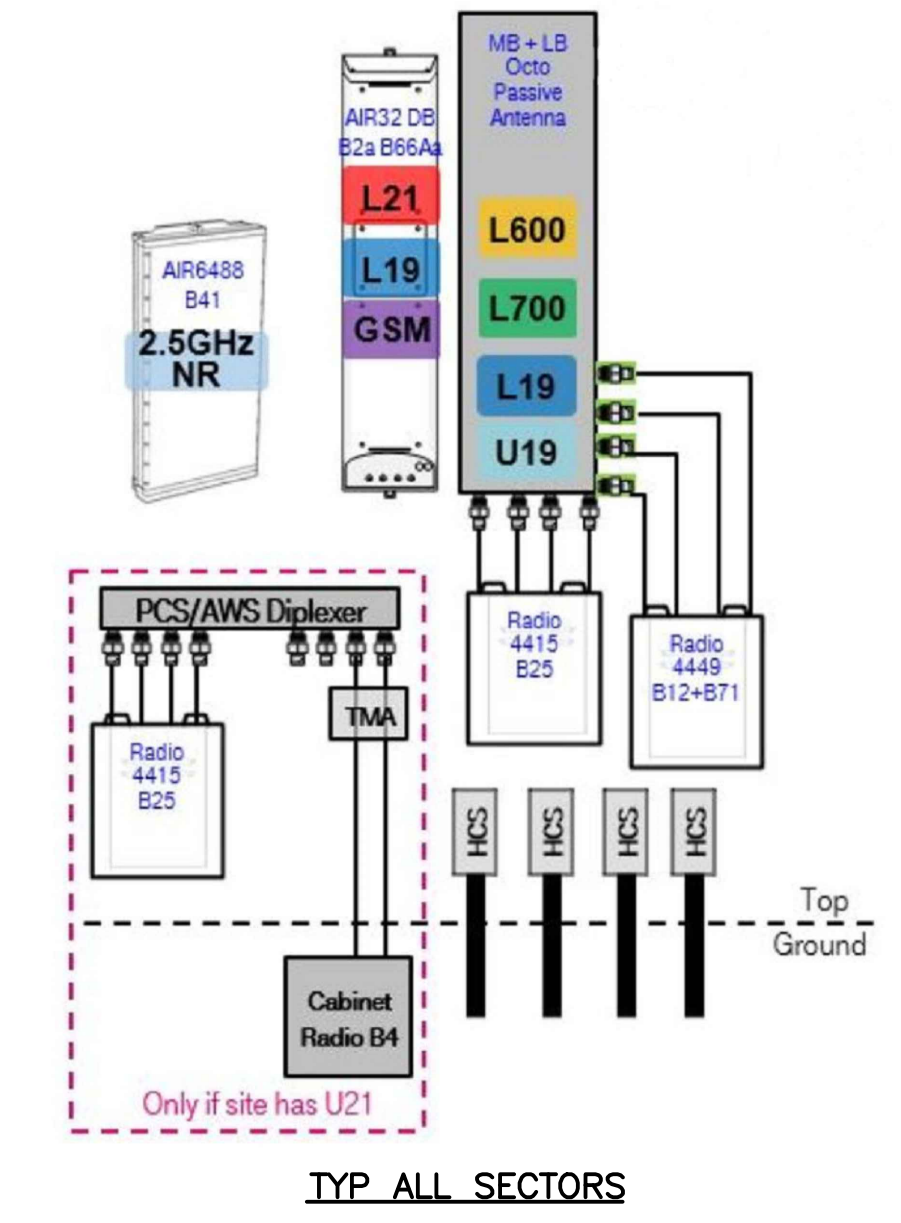 MB + LB
Octo
Passive
Antenna
AIR32 DB
B2a B66Aa
L21
L19
GSM
L600
L700
L19
U19
AIR6488
B41
2.5GHz
NR
PCS/AWS Diplexer
TMA
Radio
4415
B25
Radio
4415
B25
Radio
4449
B12+B71
HCS
HCS
HCS
HCS
Top
Ground
Cabinet
Radio B4
Only if site has U21
TYP ALL SECTORS